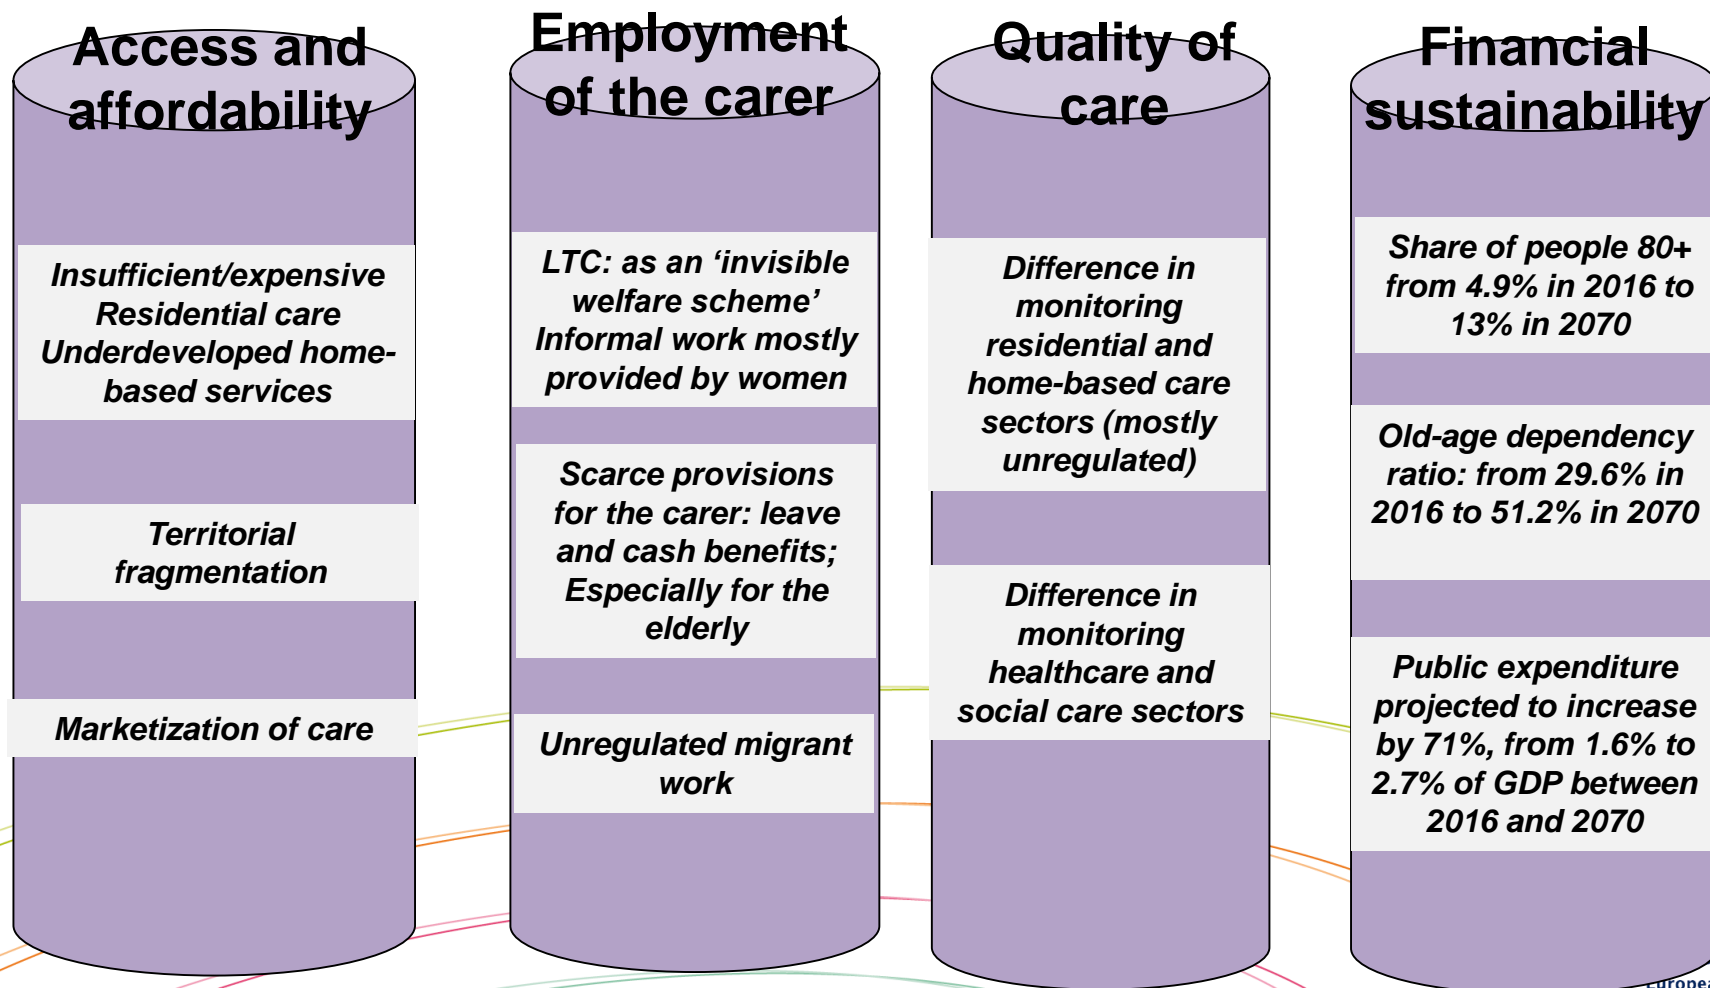 Access and
affordability
Insufficient/expensive
Residential care
Underdeveloped home-
based services
Territorial
fragmentation
Marketization of care
Employment
of the carer
LTC: as an ‘invisible
welfare scheme’
Informal work mostly
provided by women
Scarce provisions
for the carer: leave
and cash benefits;
Especially for the
elderly
Unregulated migrant
work
Quality of
care
Difference in
monitoring
residential and
home-based care
sectors (mostly
unregulated)
Difference in
monitoring
healthcare and
social care sectors
Financial
sustainability
Share of people 80+
from 4.9% in 2016 to
13% in 2070
Old-age dependency
ratio: from 29.6% in
2016 to 51.2% in 2070
Public expenditure
projected to increase
by 71%, from 1.6% to
2.7% of GDP between
2016 and 2070